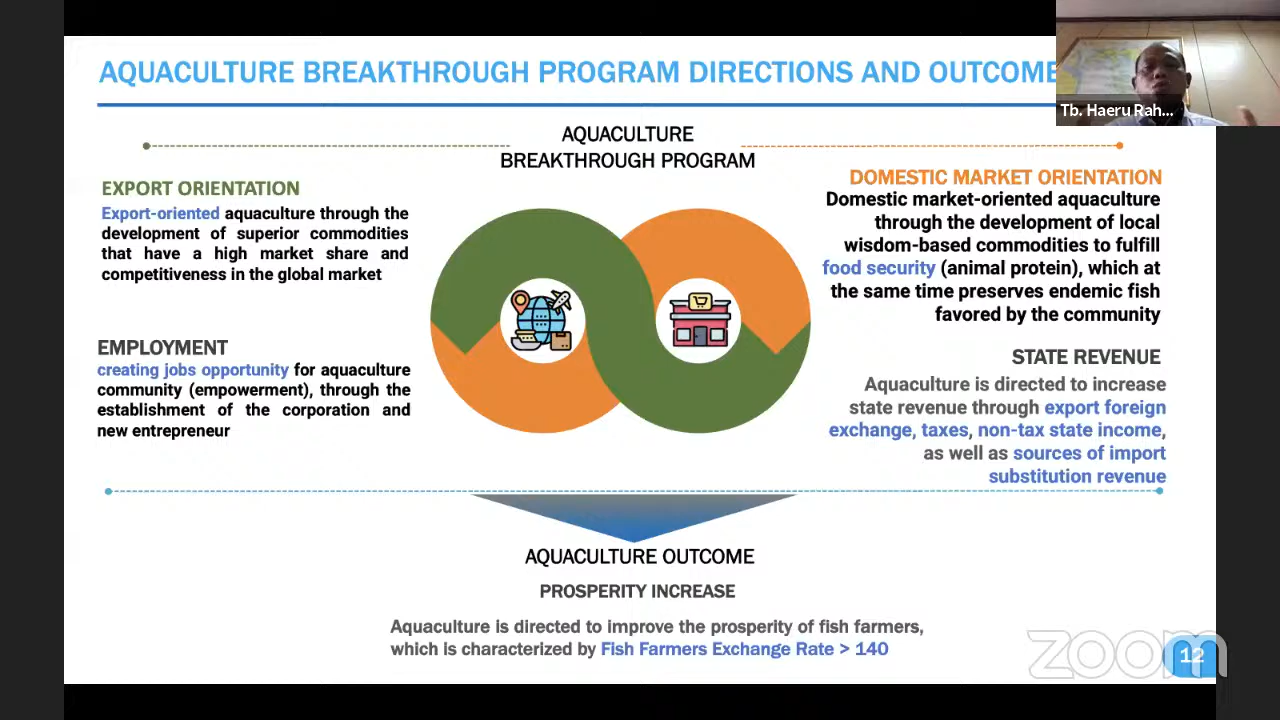 AQUACULTURE BREAKTHROUGH PROGRAM DIRECTIONS AND OUTCOME
Tb. Haeru Rah...
AQUACULTURE
BREAKTHROUGH PROGRAM
EXPORT ORIENTATION
Export-oriented aquaculture through the
development of superior commodities
that have a high market share and
competitiveness in the global market
EMPLOYMENT
creating jobs opportunity for aquaculture
community (empowerment), through the
establishment of the corporation and
new entrepreneur
DOMESTIC MARKET ORIENTATION
Domestic market-oriented aquaculture
through the development of local
wisdom-based commodities to fulfill
food security (animal protein), which at
the same time preserves endemic fish
favored by the community
STATE REVENUE
Aquaculture is directed to increase
state revenue through export foreign
exchange, taxes, non-tax state income,
as well as sources of import
substitution revenue
AQUACULTURE OUTCOME
PROSPERITY INCREASE
Aquaculture is directed to improve the prosperity of fish farmers,
which is characterized by Fish Farmers Exchange Rate > 140
zoom
12